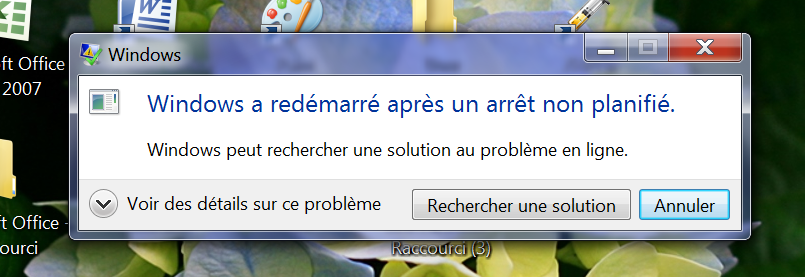 ft Office
2007
Windows
Windows a redémarré après un arrêt non planifié.
Windows peut rechercher une solution au problème en ligne.
Voir des détails sur ce problème
Rechercher une solution
Annuler
ft Office -
ourci
Raccourci (3)